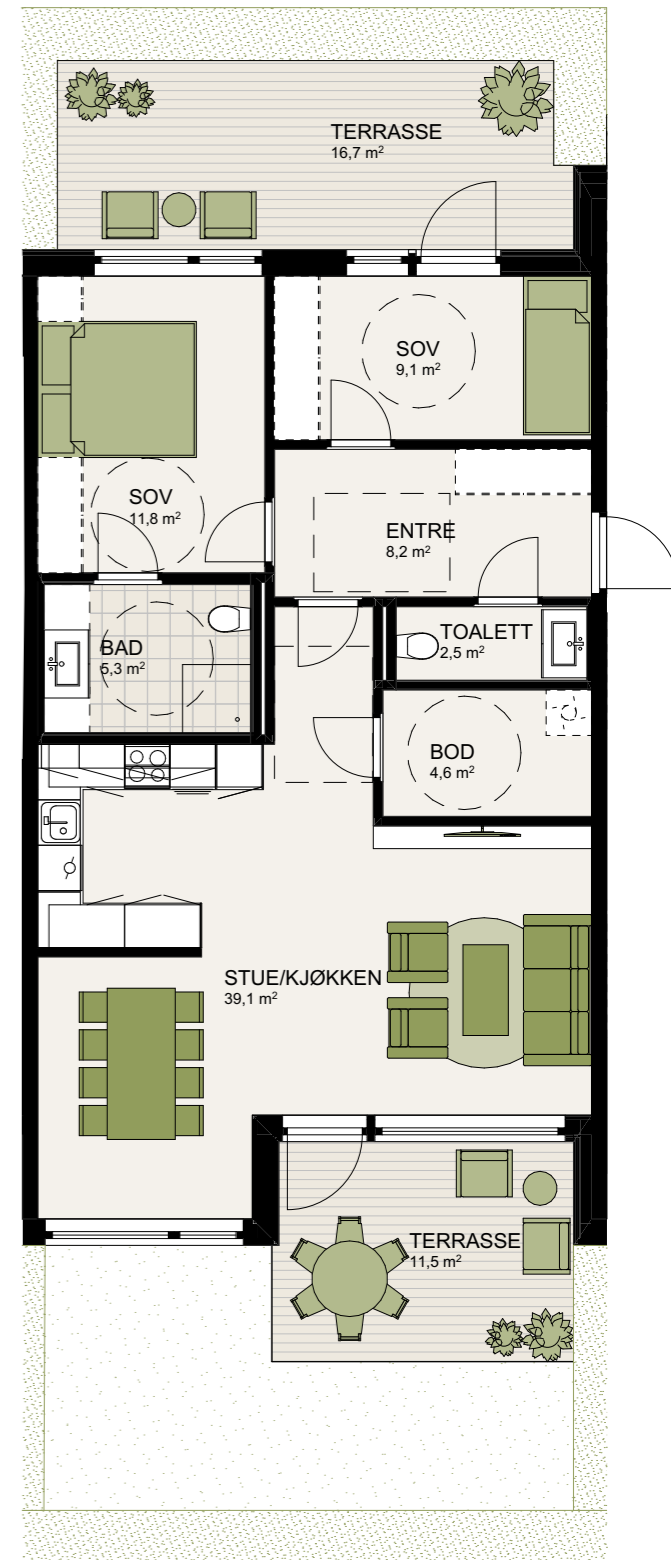 TERRASSE
16,7 m²
SOV
9,1 m²
SOV
11,8 m²
ENTRE
8,2 m²
TOALETT
2,5 m²
BAD
5,3 m²
BOD
4,6 m²
STUE/KJØKKEN
39,1 m²
TERRASSE
11,5 m²